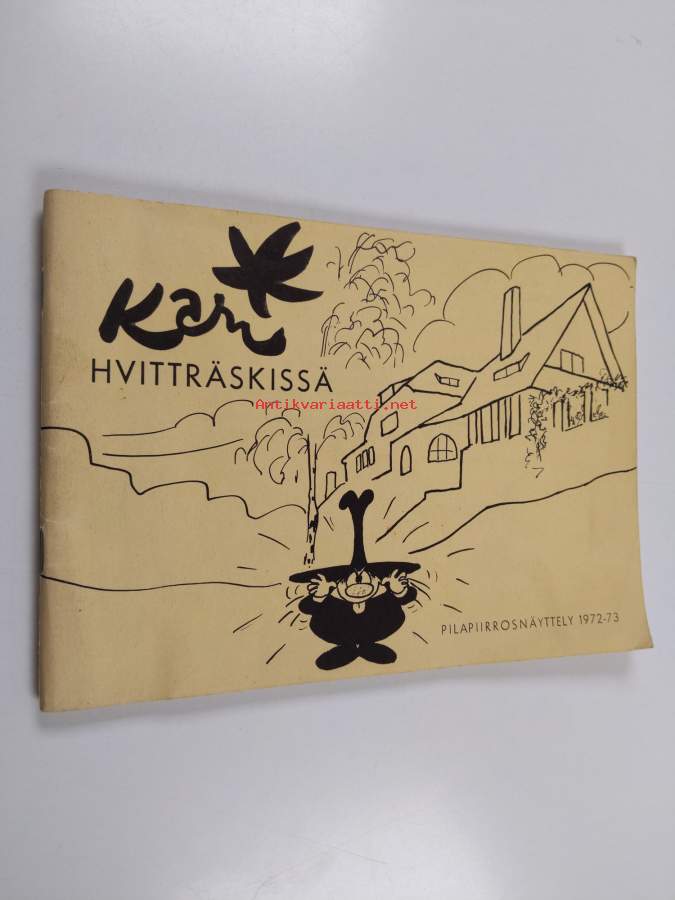 Kari
HVITTRÄSKISSÄ
Antikvariaatti.net
PILAPIIRROSNÄYTTELY 1972-73